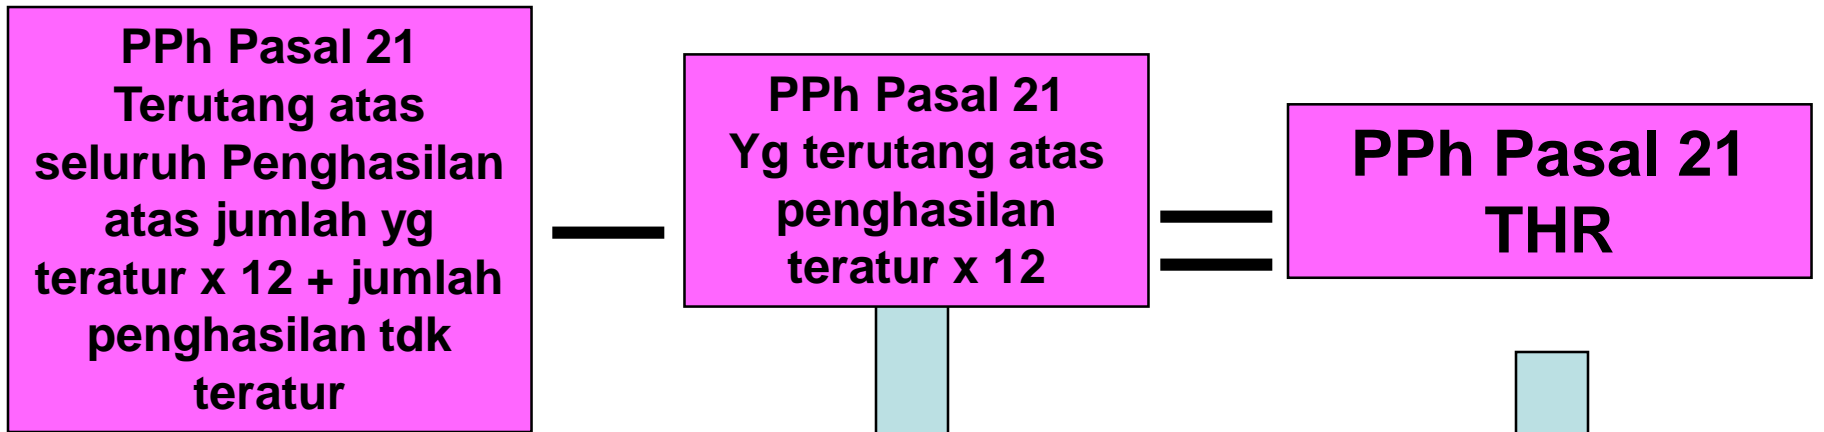 PPh Pasal 21
Terutang atas
seluruh Penghasilan
atas jumlah yg
teratur x 12 + jumlah
penghasilan tdk
teratur
PPh Pasal 21
Yg terutang atas
penghasilan
teratur x 12
PPh Pasal 21
THR